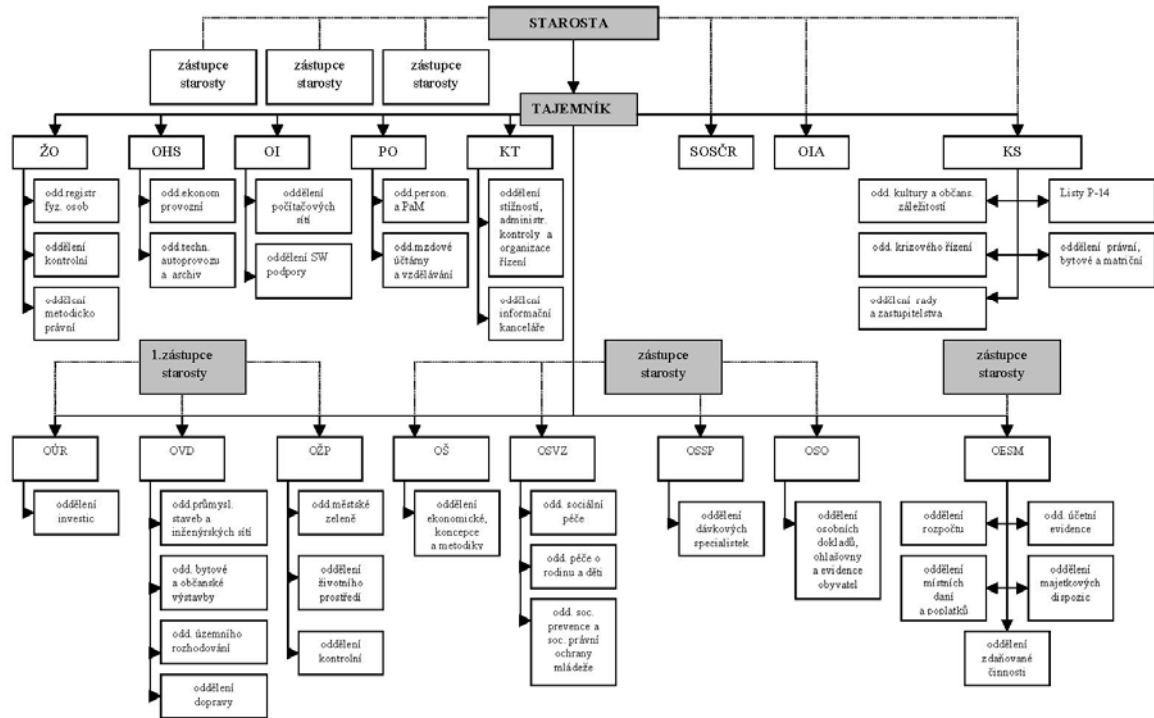 STAROSTA
zástupce
starosty
zástupce
starosty
zástupce
starosty
TAJEMNÍK
ŽO
OHS
OI
PO
KT
SOSČR
OIA
KS
odd.registr
fyz. osob
oddělení
kontrolní
oddělení
metodicko
právní
odd.ekonom
provozní
odd.techn.
autoprovozu
a archiv
oddělení
počítačových
sítí
oddělení SW
podpory
odd.person.
a PaM
odd.mzdové
účtámy
a vzdělávání
oddělení
stížností,
administr.
kontroly a
organizace
řízení
oddělení
informační
kanceláře
odd. kultury a občans.
záležitostí
Listy P-14
odd. krizového řízení
oddělení právní,
bytové a matriční
oddělení rady
a zastupitelstva
1.zástupce
starosty
zástupce
starosty
zástupce
starosty
OÚR
OVD
OŽP
OŠ
OSVZ
OSSP
OSO
OESM
oddělení
investic
odd.průmysl.
staveb a
inženýrských sítí
odd. bytové
a občanské
výstavby
odd. územního
rozhodování
oddělení
dopravy
odd.městské
zeleně
oddělení
životního
prostředí
oddělení
kontrolní
oddělení
ekonomické,
koncepce
a metodiky
odd. sociální
péče
odd. péče o
rodinu a děti
odd. soc.
prevence a
soc. právní
ochrany
mládeže
oddělení
dávkových
specialistek
oddělení
osobních
dokladů,
ohlašovny
a evidence
obyvatel
oddělení
rozpočtu
odd. účetní
evidence
oddělení
místních
daní
a poplatků
oddělení
majetkových
dispozic
oddělení
zdaňované
činnosti